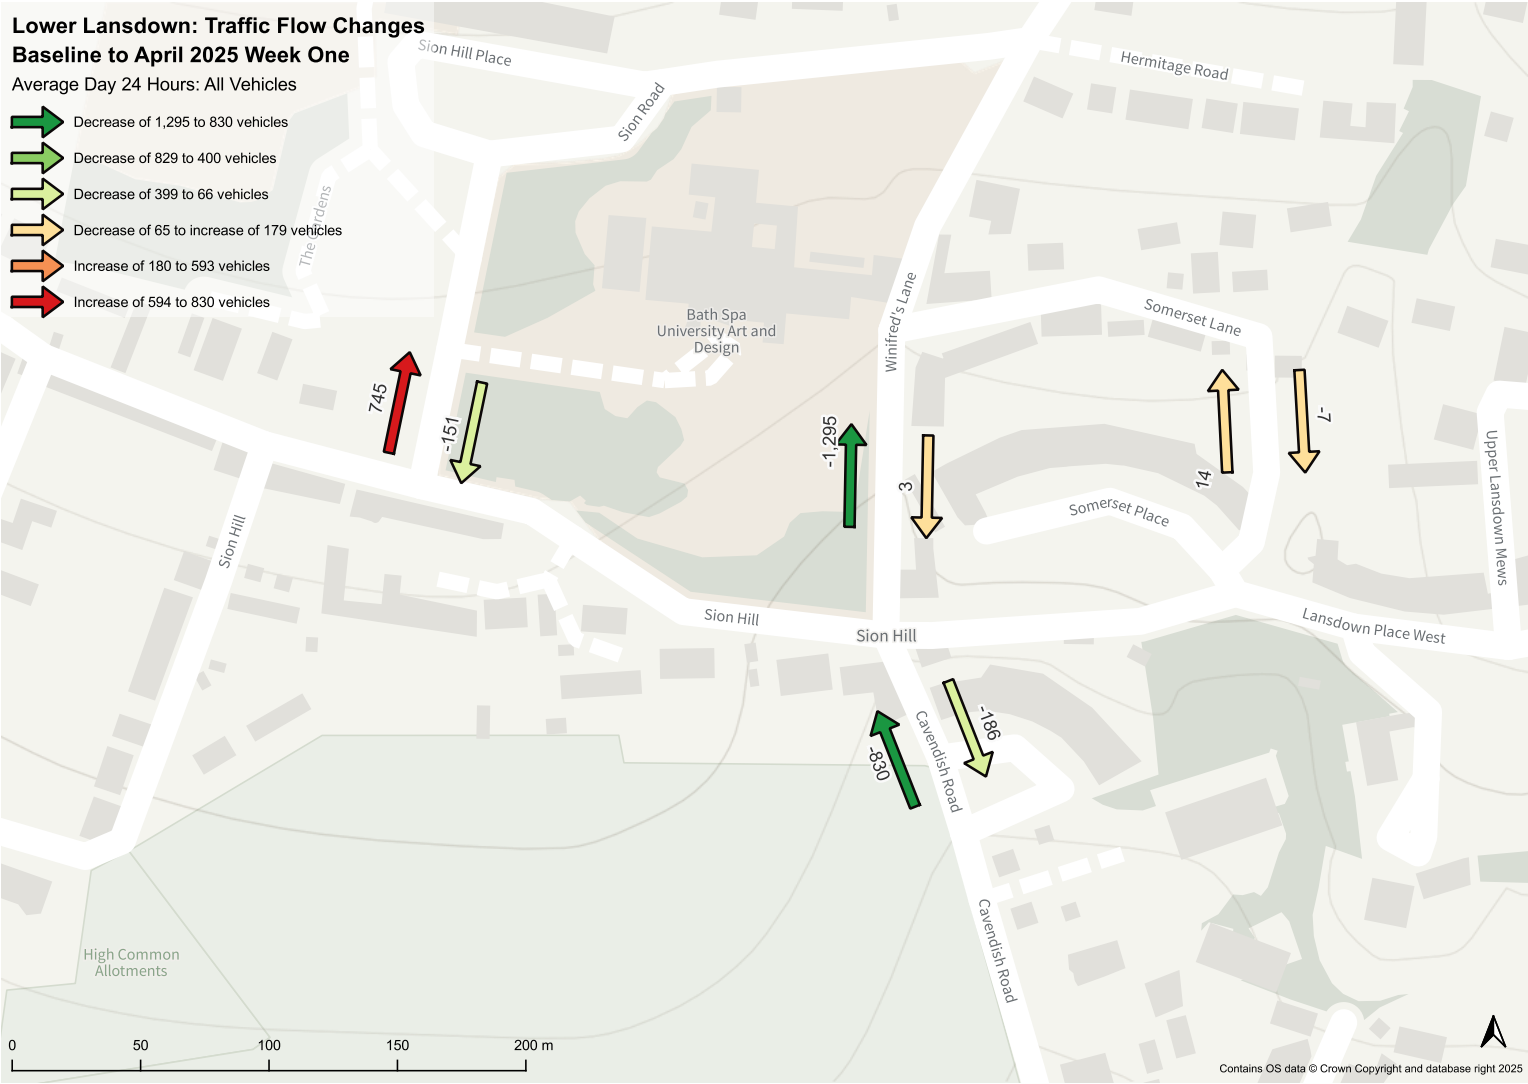 Lower Lansdown: Traffic Flow Changes
Baseline to April 2025 Week One
Average Day 24 Hours: All Vehicles
Decrease of 1,295 to 830 vehicles
Decrease of 829 to 400 vehicles
Decrease of 399 to 66 vehicles
Decrease of 65 to increase of 179 vehicles
Increase of 180 to 593 vehicles
Increase of 594 to 830 vehicles
Sion Hill Place
Sion Road
Hermitage Road
The Gardens
Winifred's Lane
Somerset Lane
Bath Spa
University Art and
Design
745
-151
-1,295
3
14
-7
Somerset Place
Upper Lansdown Mews
Sion Hill
Sion Hill
Sion Hill
Lansdown Place West
-830
-186
Cavendish Road
Cavendish Road
High Common
Allotments
0
50
100
150
200 m
Contains OS data © Crown Copyright and database right 2025